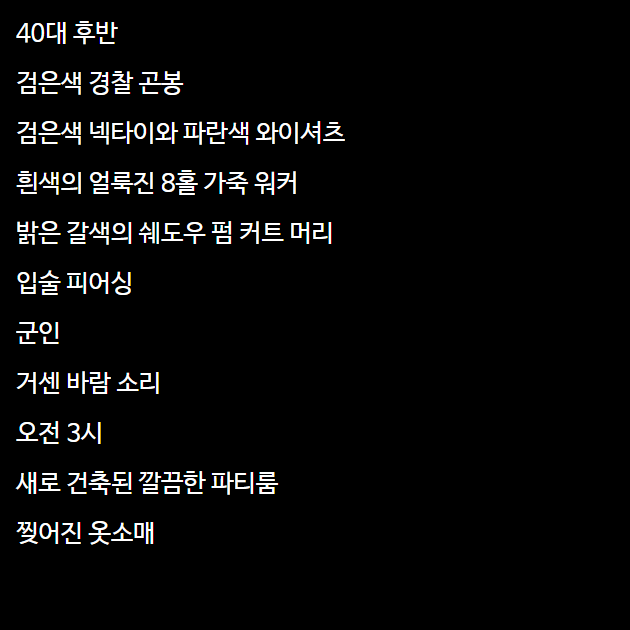 40대 후반
검은색 경찰 곤봉
검은색 넥타이와 파란색 와이셔츠
흰색의 얼룩진 8홀 가죽 워커
밝은 갈색의 쉐도우 펌 커트 머리
입술 피어싱
군인
거센 바람 소리
오전 3시
새로 건축된 깔끔한 파티룸
찢어진 옷소매